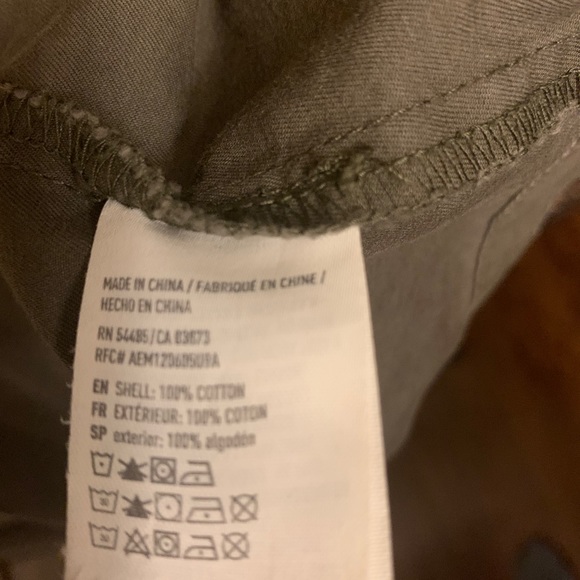 MADE IN CHINA / FABRIQUÉ EN CHINE /
HECHO EN CHINA
RN 54485/CA 03673
RFC# AEM120605U9A
EN SHELL: 100% COTTON
FR EXTÉRIEUR: 100% COTON
SP exterior: 100% algodón